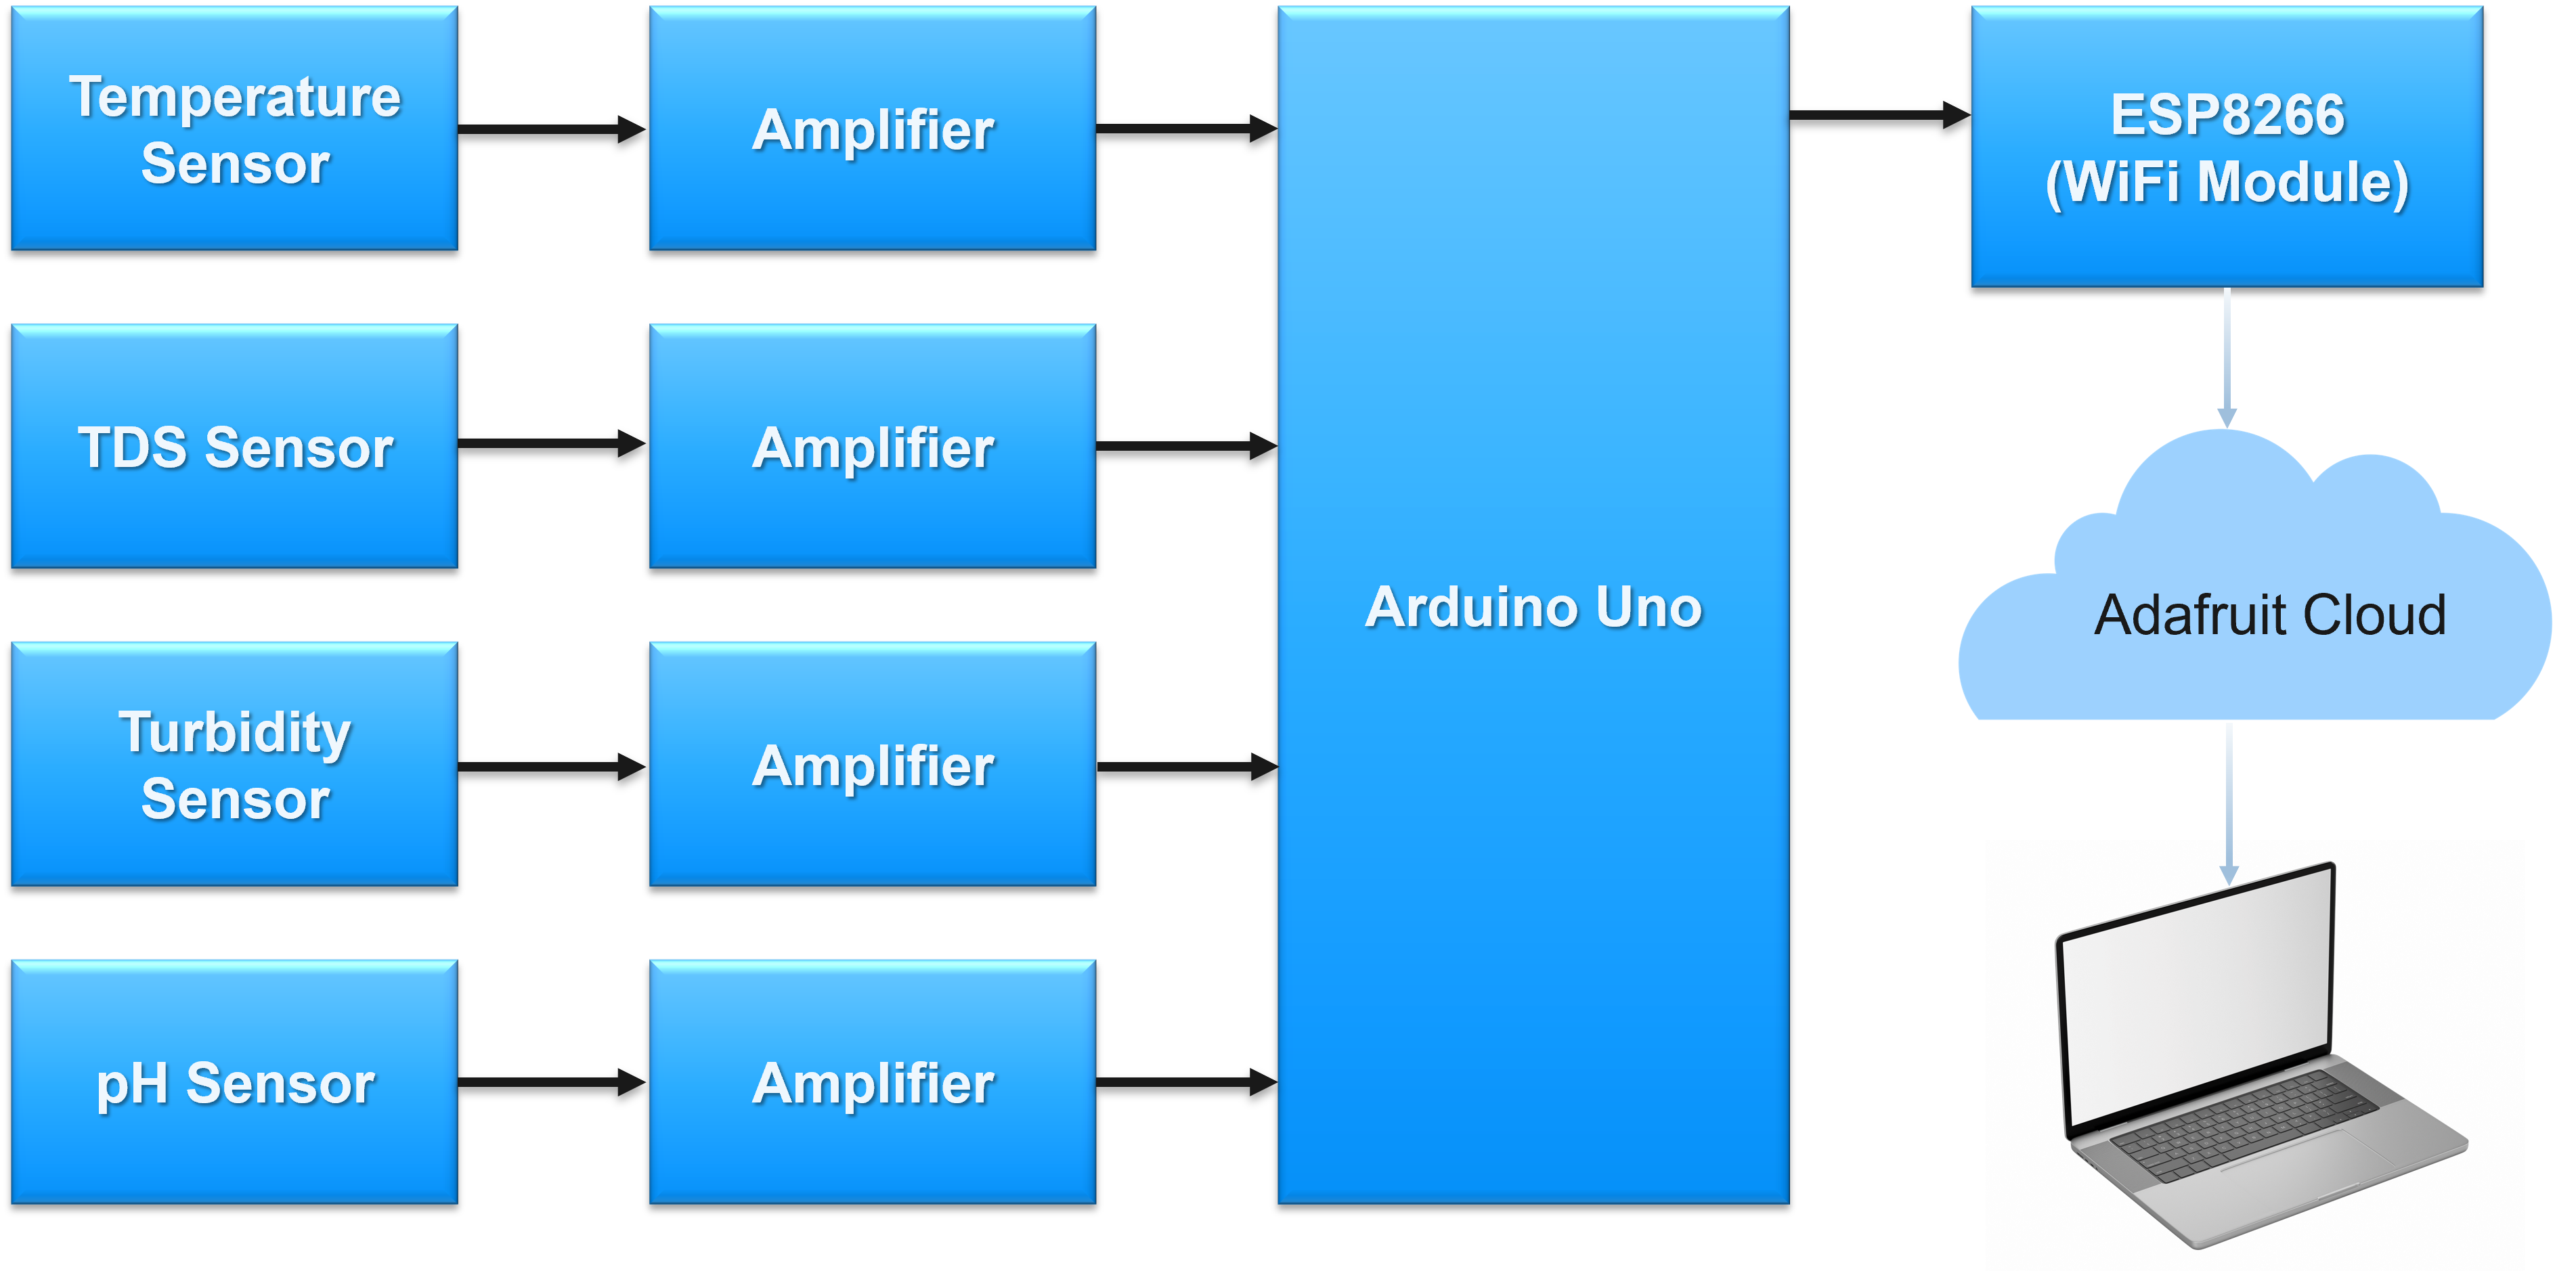 Temperature
Sensor
Amplifier
ESP8266
(WiFi Module)
TDS Sensor
Amplifier
Arduino Uno
Adafruit Cloud
Turbidity
Sensor
Amplifier
pH Sensor
Amplifier